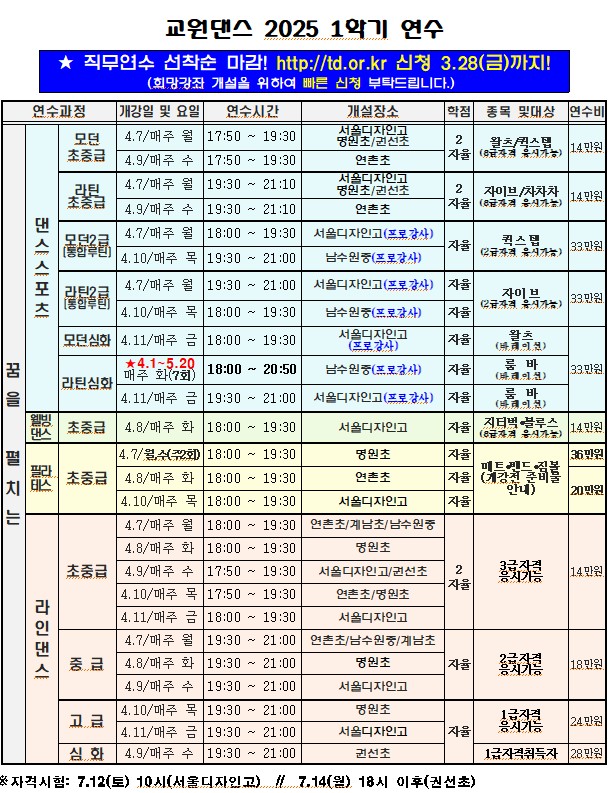 교원댄스 2025 1학기 연수
★ 직무연수 선착순 마감! http://td.or.kr 신청 3.28(금)까지!
(희망강좌 개설을 위하여 빠른 신청 부탁드립니다.)
연수과정 개강일 및 요일 연수시간 개설장소 학점 종목 및대상 연수비
꿈을 펼치는
댄스스포츠
모던 초중급 4.7/매주 월 17:50 ~ 19:30 서울디자인고 명원초/권선초 2 자율 왈츠/퀵스텝 (8급자격 응시가능) 14만원
4.9/매주 수 17:50 ~ 19:30 연촌초
라틴 초중급 4.7/매주 월 19:30 ~ 21:10 서울디자인고 명원초/권선초 2 자율 자이브/차차차 (8급자격 응시가능) 14만원
4.9/매주 수 19:30 ~ 21:10 연촌초
모던2급 (통합루틴) 4.7/매주 월 18:00 ~ 19:30 서울디자인고(프로강사) 자율 퀵스텝 (2급자격 응시가능) 33만원
4.10/매주 목 18:00 ~ 19:30 남수원중(프로강사)
라틴2급 (통합루틴) 4.7/매주 월 19:30 ~ 21:00 서울디자인고(프로강사) 자율 자이브 (2급자격 응시가능) 33만원
4.10/매주 목 19:30 ~ 21:00 남수원중(프로강사) 자율
모던심화 4.11/매주 금 18:00 ~ 19:30 서울디자인고 (프로강사) 자율 왈츠 (바레이션) 33만원
라틴심화 ★4.1~5.20 매주 화(7회) 18:00 ~ 20:50 남수원중(프로강사) 자율 룸 바 (바레이션)
4.11/매주 금 19:30 ~ 21:00 서울디자인고(프로강사) 자율 룸 바 (바레이션)
웰빙댄스 초중급 4.8/매주 화 18:00 ~ 19:30 서울디자인고 자율 지터벅•블루스 (8급자격 응시가능) 14만원
필라테스 초중급 4.7/월,수(주2회) 18:00 ~ 19:30 명원초 자율 매트•밴드•짐볼 (개강전 준비물 안내) 36만원
4.8/매주 화 18:00 ~ 19:30 연촌초 자율 20만원
4.10/매주 목 18:00 ~ 19:30 서울디자인고 자율
라인댄스
초중급 4.7/매주 월 18:00 ~ 19:30 연촌초/계남초/남수원중 2 자율 3급자격 응시가능 14만원
4.8/매주 화 18:00 ~ 19:30 명원초
4.9/매주 수 17:50 ~ 19:30 서울디자인고/권선초
4.10/매주 목 17:50 ~ 19:30 연촌초/명원초
4.11/매주 금 18:00 ~ 19:30 서울디자인고
중 급 4.7/매주 월 19:30 ~ 21:00 연촌초/남수원중/계남초 자율 2급자격 응시가능 18만원
4.8/매주 화 19:30 ~ 21:00 명원초
4.9/매주 수 19:30 ~ 21:00 서울디자인고
고 급 4.10/매주 목 19:30 ~ 21:00 명원초 자율 1급자격 응시가능 24만원
4.11/매주 금 19:30 ~ 21:00 서울디자인고
심 화 4.9/매주 수 19:30 ~ 21:00 권선초 1급자격취득자 28만원
※자격시험: 7.12(토) 10시(서울디자인고) // 7.14(월) 18시 이후(권선초)